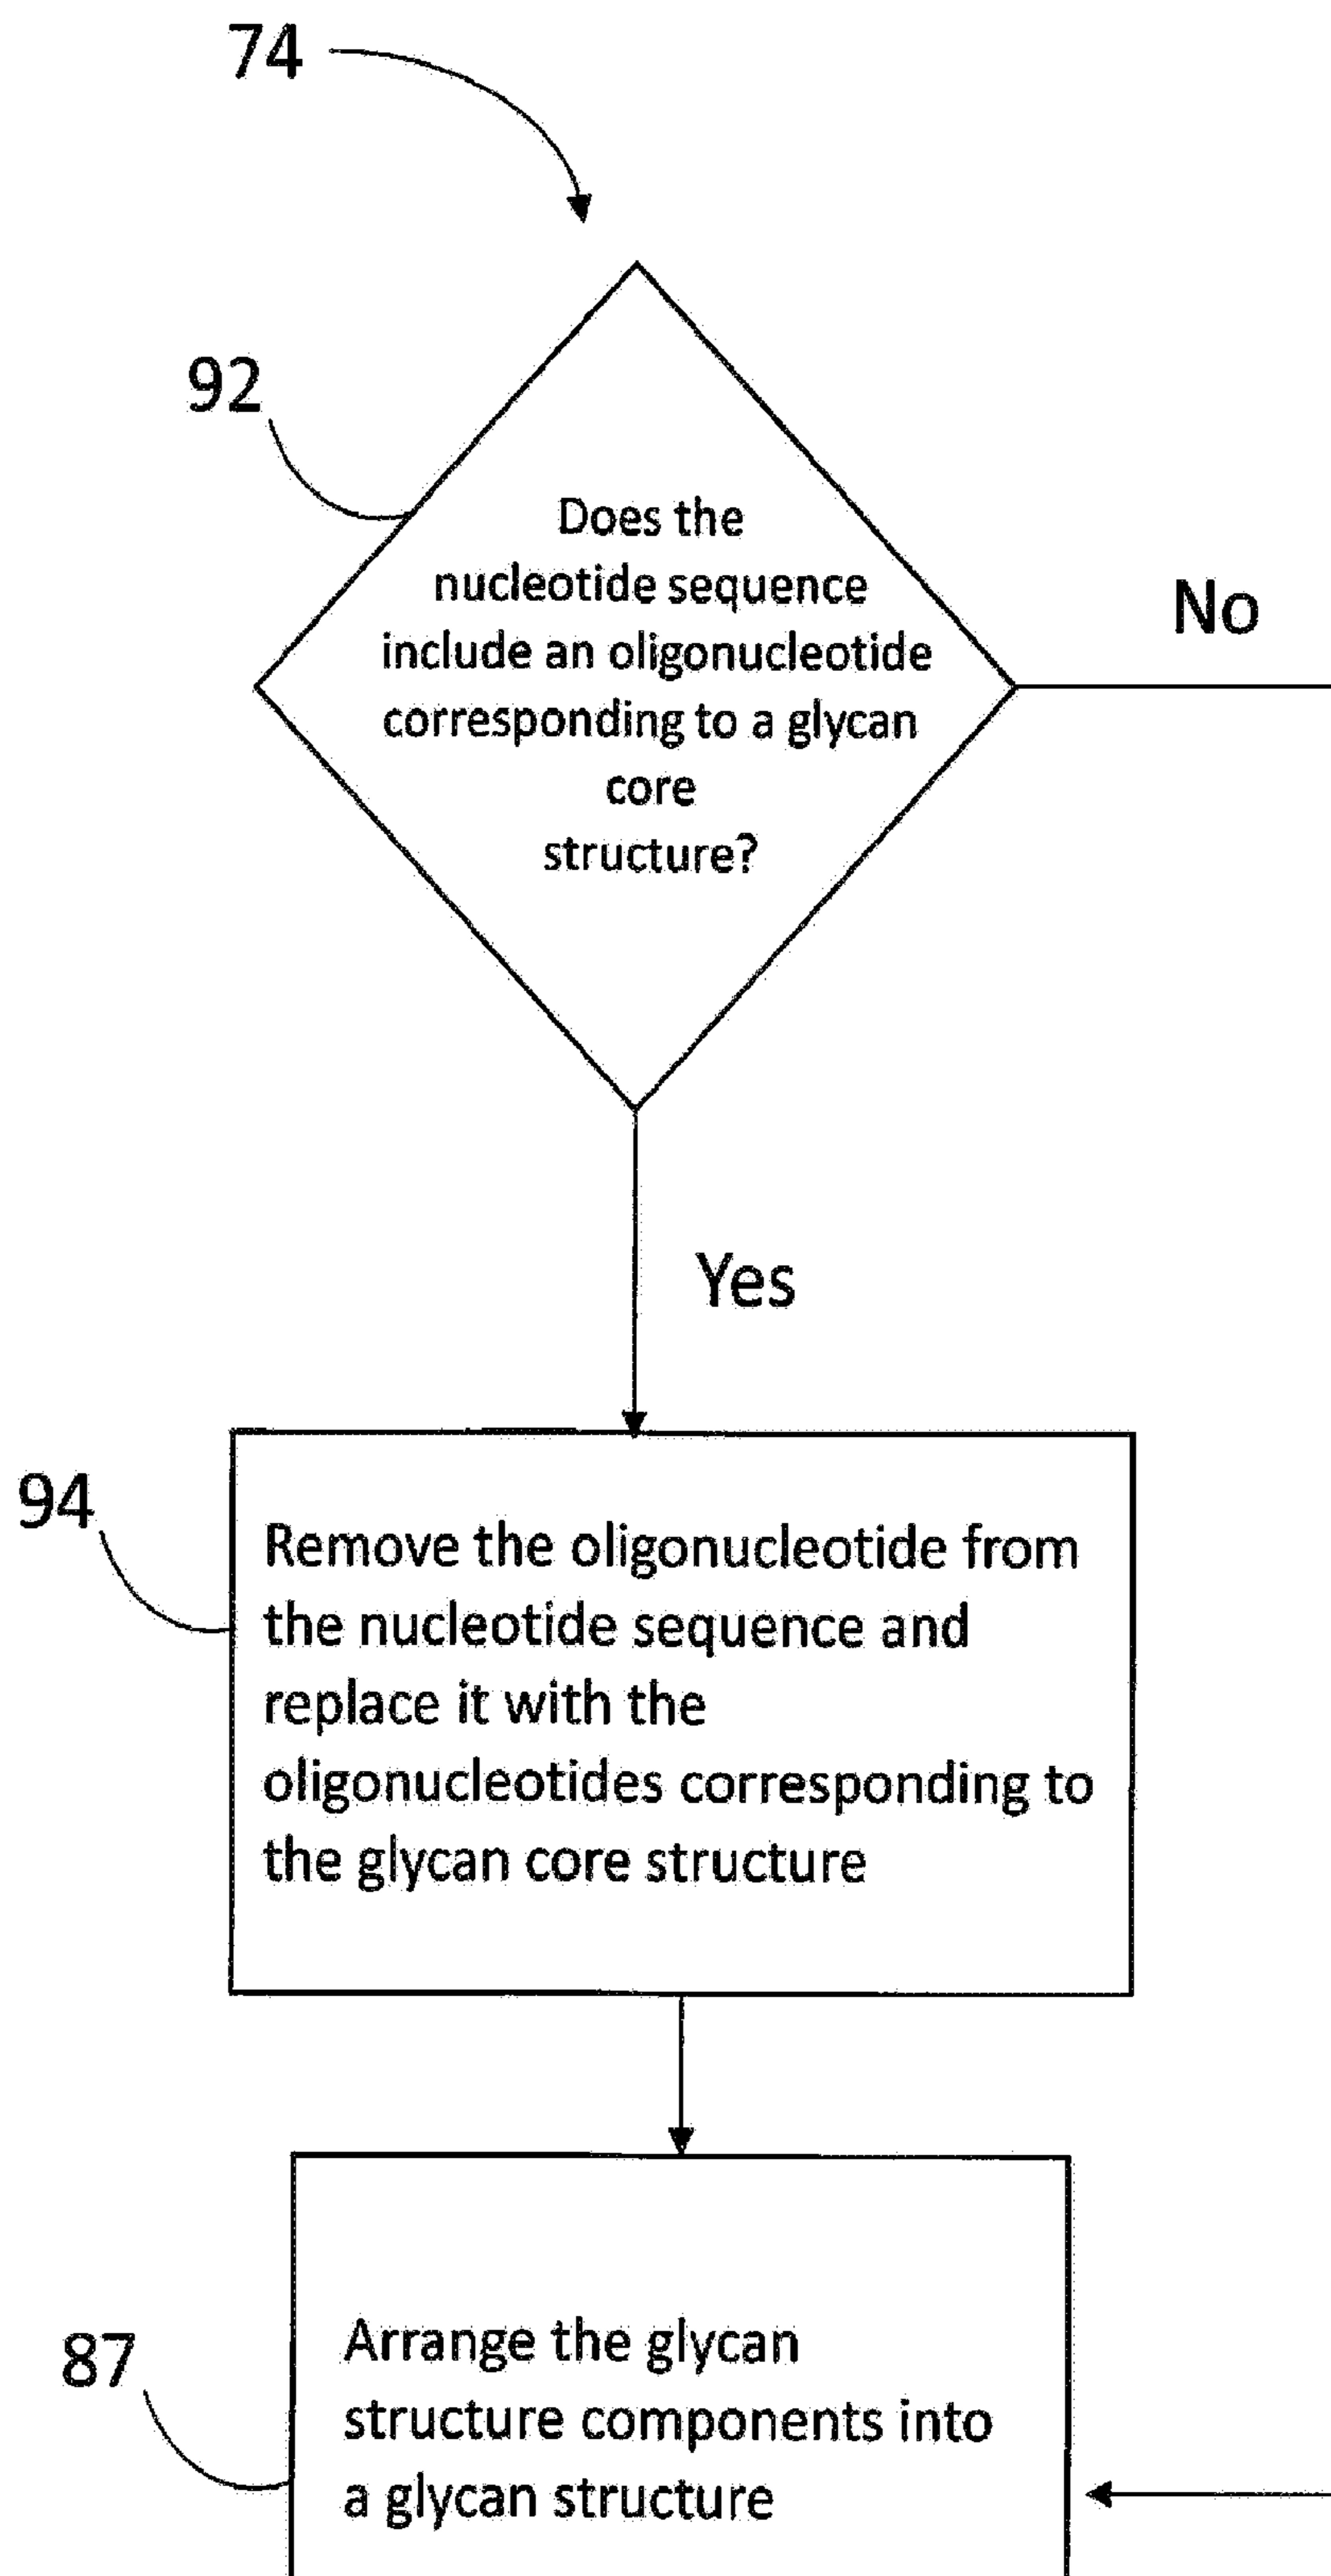 74
92
Does the
nucleotide sequence
include an oligonucleotide
corresponding to a glycan
core
structure?
No
Yes
94
Remove the oligonucleotide from
the nucleotide sequence and
replace it with the
oligonucleotides corresponding to
the glycan core structure
87
Arrange the glycan
structure components into
a glycan structure